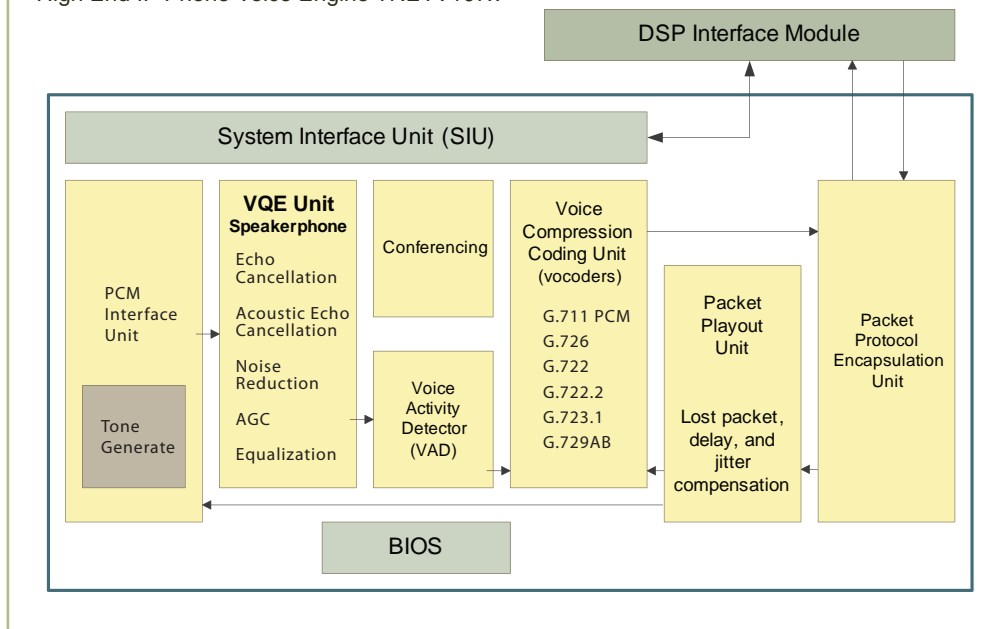 DSP Interface Module
System Interface Unit (SIU)
PCM
Interface
Unit
Tone
Generate
VQE Unit
Speakerphone
Echo
Cancellation
Acoustic Echo
Cancellation
Noise
Reduction
AGC
Equalization
Conferencing
Voice
Activity
Detector
(VAD)
Voice
Compression
Coding Unit
(vocoders)
G.711 PCM
G.726
G.722
G.722.2
G.723.1
G.729AB
Packet
Playout
Unit
Lost packet,
delay, and
jitter
compensation
Packet
Protocol
Encapsulation
Unit
BIOS